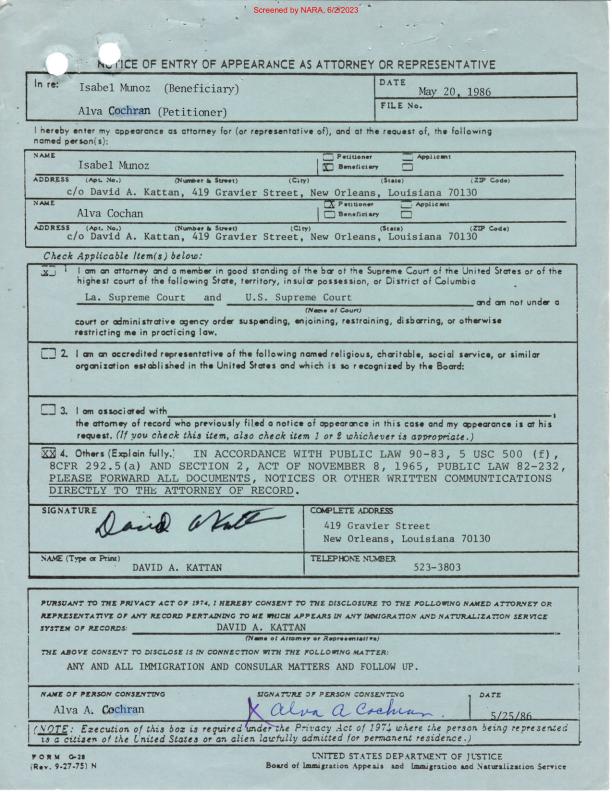 Screened by NARA, 6/2/2023
NOTICE OF ENTRY OF APPEARANCE AS ATTORNEY OR REPRESENTATIVE
In re: Isabel Munoz (Beneficiary)
DATE
May 20, 1986
Alva Cochran (Petitioner)
FILE No.
I hereby enter my appearance as attorney for (or representative of), and at the request of, the following
named person(s):
NAME
Isabel Munoz
Petitioner Applicant
X Beneficiary
ADDRESS (Apt. No.) (Number & Street) (City) (State) (ZIP Code)
c/o David A. Kattan, 419 Gravier Street, New Orleans, Louisiana 70130
NAME
Alva Cochan
X Petitioner Applicant
Beneficiary
ADDRESS (Apt. No.) (Number & Street) (City) (State) (ZIP Code)
c/o David A. Kattan, 419 Gravier Street, New Orleans, Louisiana 70130
Check Applicable Item(s) below:
X 1 I am an attorney and a member in good standing of the bar of the Supreme Court of the United States or of the
highest court of the following State, territory, insular possession, or District of Columbia
La. Supreme Court and U.S. Supreme Court and am not under a
(Name of Court)
court or administrative agency order suspending, enjoining, restraining, disbarring, or otherwise
restricting me in practicing law.
2. I am an accredited representative of the following named religious, charitable, social service, or similar
organization established in the United States and which is so recognized by the Board:
3. I am associated with ,
the attorney of record who previously filed a notice of appearance in this case and my appearance is at his
request. (If you check this item, also check item 1 or 2 whichever is appropriate.)
XX 4. Others (Explain fully.) IN ACCORDANCE WITH PUBLIC LAW 90-83, 5 USC 500 (f),
8CFR 292.5(a) AND SECTION 2, ACT OF NOVEMBER 8, 1965, PUBLIC LAW 82-232,
PLEASE FORWARD ALL DOCUMENTS, NOTICES OR OTHER WRITTEN COMMUNTCATIONS
DIRECTLY TO THE ATTORNEY OF RECORD.
SIGNATURE
David A Kattan
COMPLETE ADDRESS
419 Gravier Street
New Orleans, Louisiana 70130
NAME (Type or Print)
DAVID A. KATTAN
TELEPHONE NUMBER
523-3803
PURSUANT TO THE PRIVACY ACT OF 1974, I HEREBY CONSENT TO THE DISCLOSURE TO THE FOLLOWING NAMED ATTORNEY OR
REPRESENTATIVE OF ANY RECORD PERTAINING TO ME WHICH APPEARS IN ANY IMMIGRATION AND NATURALIZATION SERVICE
SYSTEM OF RECORDS: DAVID A. KATTAN
(Name of Attorney or Representative)
THE ABOVE CONSENT TO DISCLOSE IS IN CONNECTION WITH THE FOLLOWING MATTER:
ANY AND ALL IMMIGRATION AND CONSULAR MATTERS AND FOLLOW UP.
NAME OF PERSON CONSENTING
Alva A. Cochran
SIGNATURE OF PERSON CONSENTING
X Alva A Cochran.
DATE
5/25/86
(NOTE: Execution of this box is required under the Privacy Act of 1974 where the person being represented
is a citizen of the United States or an alien lawfully admitted for permanent residence.)
FORM G-28
(Rev. 9-27-75) N
UNITED STATES DEPARTMENT OF JUSTICE
Board of Immigration Appeals and Immigration and Naturalization Service